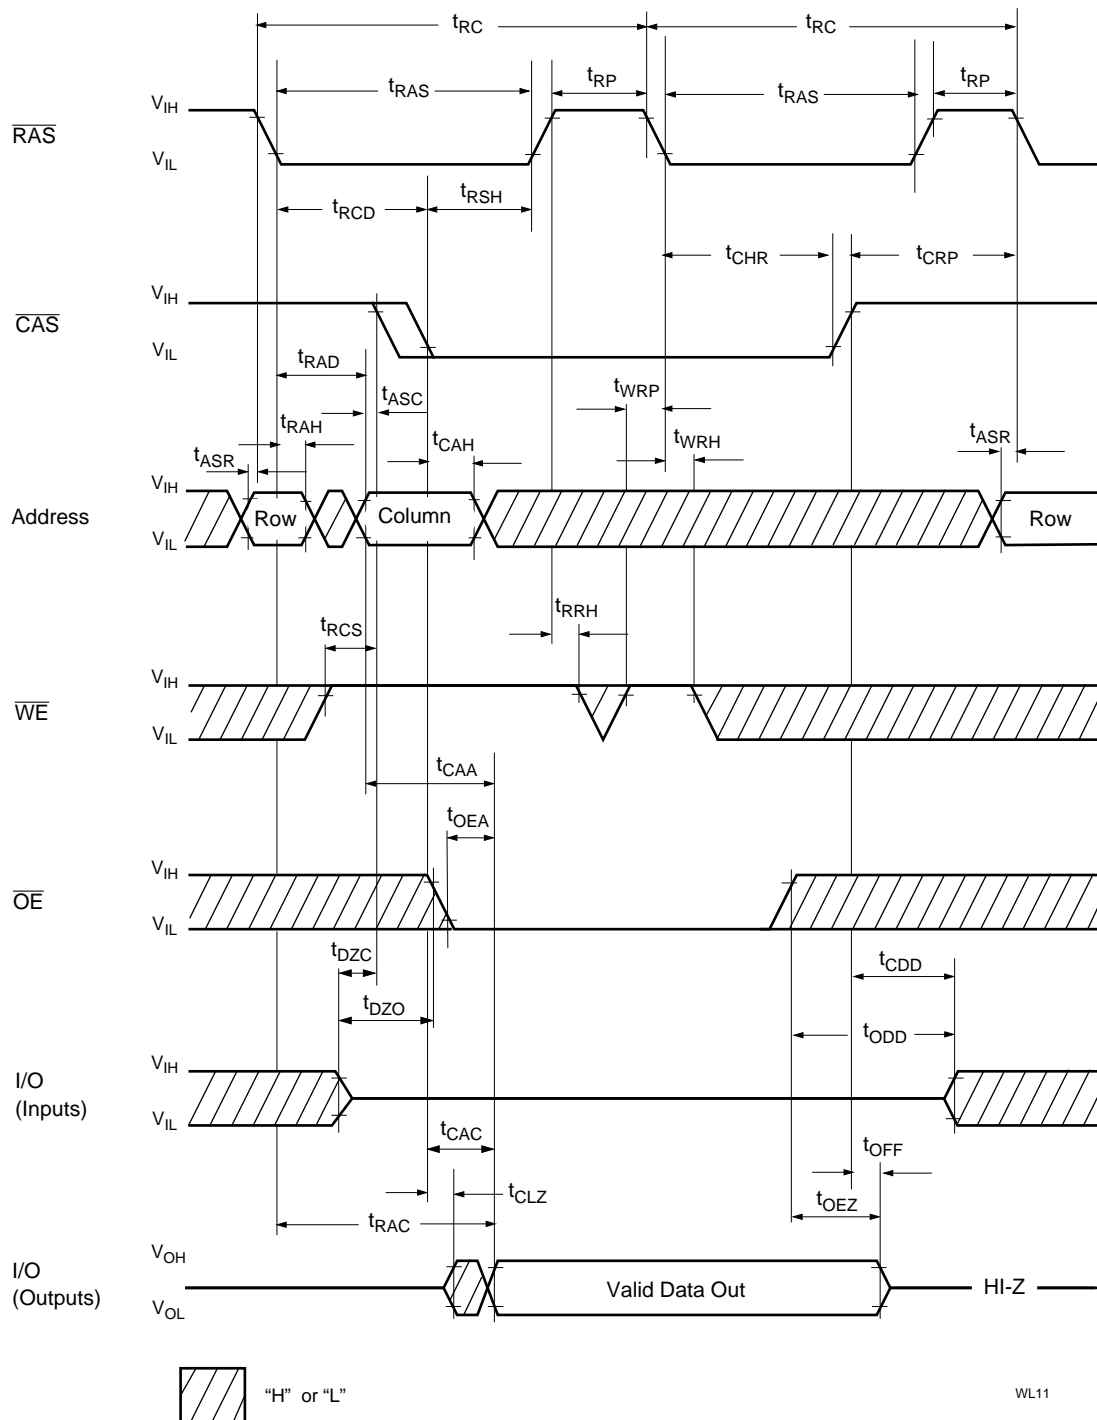 tRC tRC
tRAS tRP tRAS tRP
RAS VIH
VIL
tRCD tRSH
tCHR tCRP
CAS VIH
VIL
tRAD
tASC tWRP
tRAH tCAH tWRH
tASR tASR
Address VIH
Row Column Row
VIL
tRRH
tRCS
WE VIH
VIL
tCAA
tOEA
OE VIH
VIL
tDZC tCDD
tDZO tODD
I/O
(Inputs) VIH
VIL
tCAC tOFF
tCLZ tOEZ
tRAC
I/O
(Outputs) VOH
Valid Data Out HI-Z
VOL
“H” or “L”
WL11